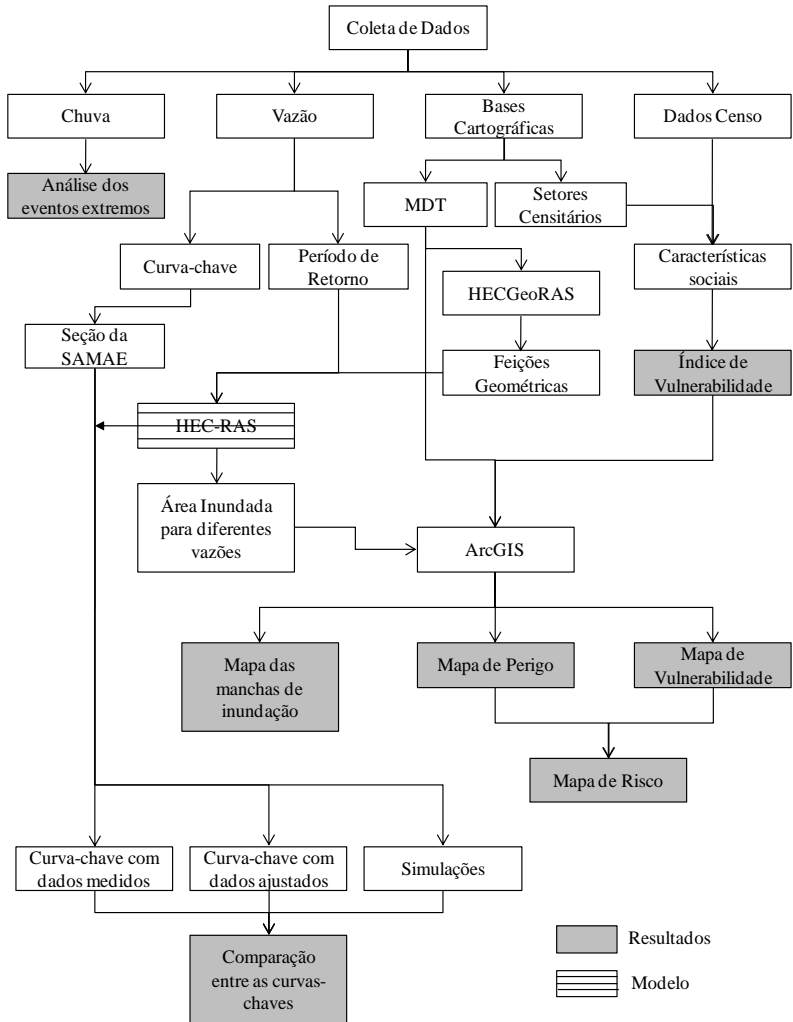 Coleta de Dados
Chuva
Vazão
Bases
Cartográficas
Dados Censo
Análise dos
eventos extremos
MDT
Setores
Censitários
Curva-chave
Período de
Retorno
HECGeoRAS
Características
sociais
Seção da
SAMAE
Feições
Geométricas
Índice de
Vulnerabilidade
HEC-RAS
Área Inundada
para diferentes
vazões
ArcGIS
Mapa das
manchas de
inundação
Mapa de Perigo
Mapa de
Vulnerabilidade
Mapa de Risco
Curva-chave com
dados medidos
Curva-chave com
dados ajustados
Simulações
Comparação
entre as curvas-
chaves
Resultados
Modelo